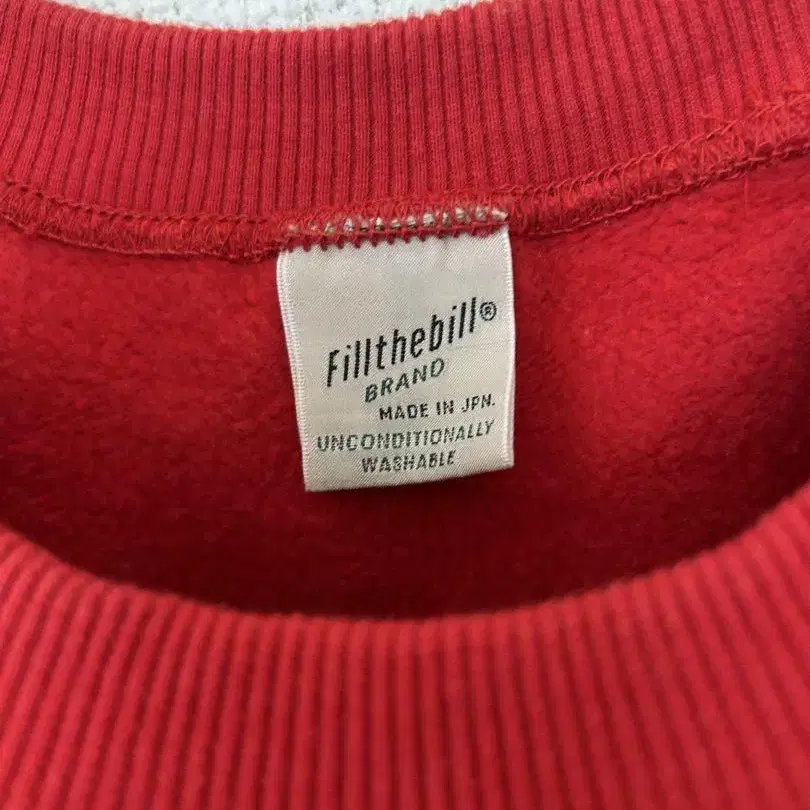 Fillthebill®
BRAND
MADE IN JPN.
UNCONDITIONALLY
WASHABLE